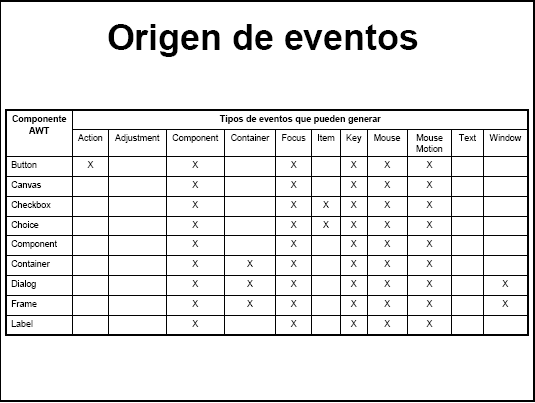 Origen de eventos
Componente AWT Tipos de eventos que pueden generar
Action Adjustment Component Container Focus Item Key Mouse Mouse Motion Text Window
Button X X X X X X
Canvas X X X X X
Checkbox X X X X X X
Choice X X X X X X
Component X X X X X
Container X X X X X X
Dialog X X X X X X X
Frame X X X X X X X
Label X X X X X